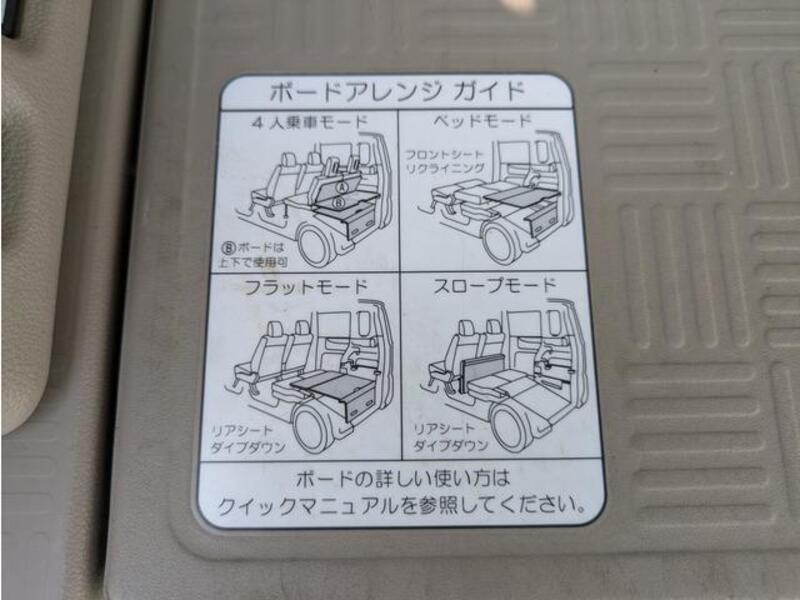 ボードアレンジ ガイド
4人乗車モード
Ⓐ
Ⓑ
Ⓑボードは
上下で使用可
ベッドモード
フロントシート
リクライニング
フラットモード
リアシート
ダイブダウン
スロープモード
リアシート
ダイブダウン
ボードの詳しい使い方は
クイックマニュアルを参照してください。